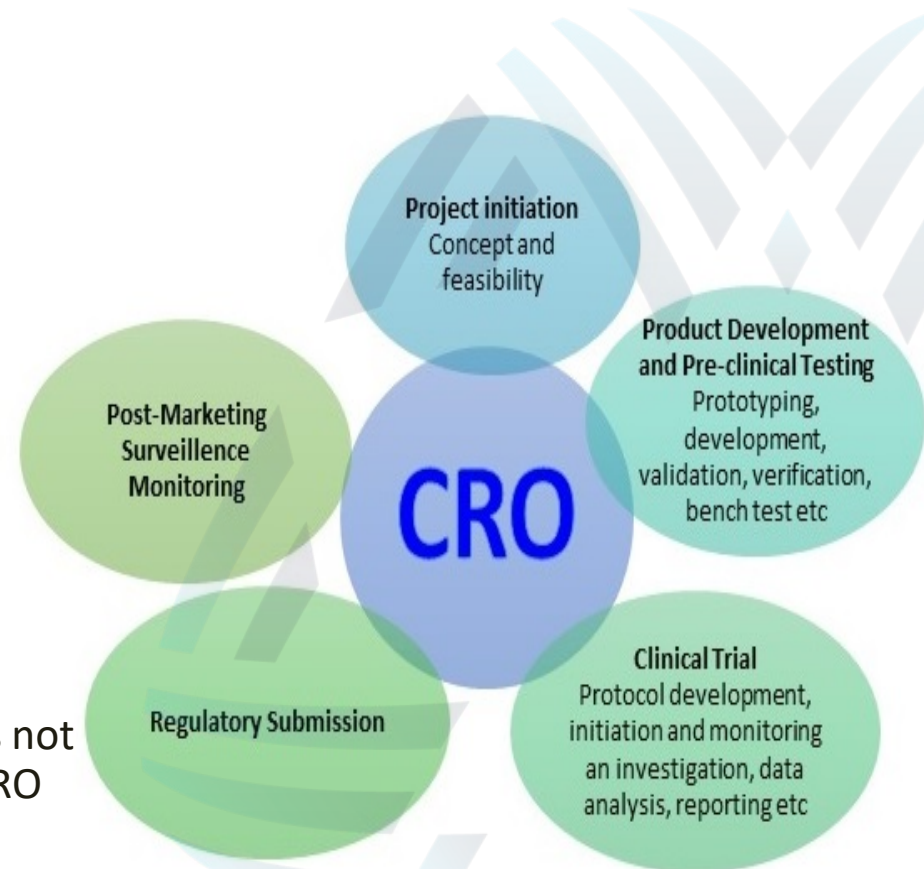 Project initiation
Concept and
feasibility
Product Development
and Pre-clinical Testing
Prototyping,
development,
validation, verification,
bench test etc
Post-Marketing
Surveillence
Monitoring
CRO
Clinical Trial
Protocol development,
initiation and monitoring
an investigation, data
analysis, reporting etc
Regulatory Submission
not